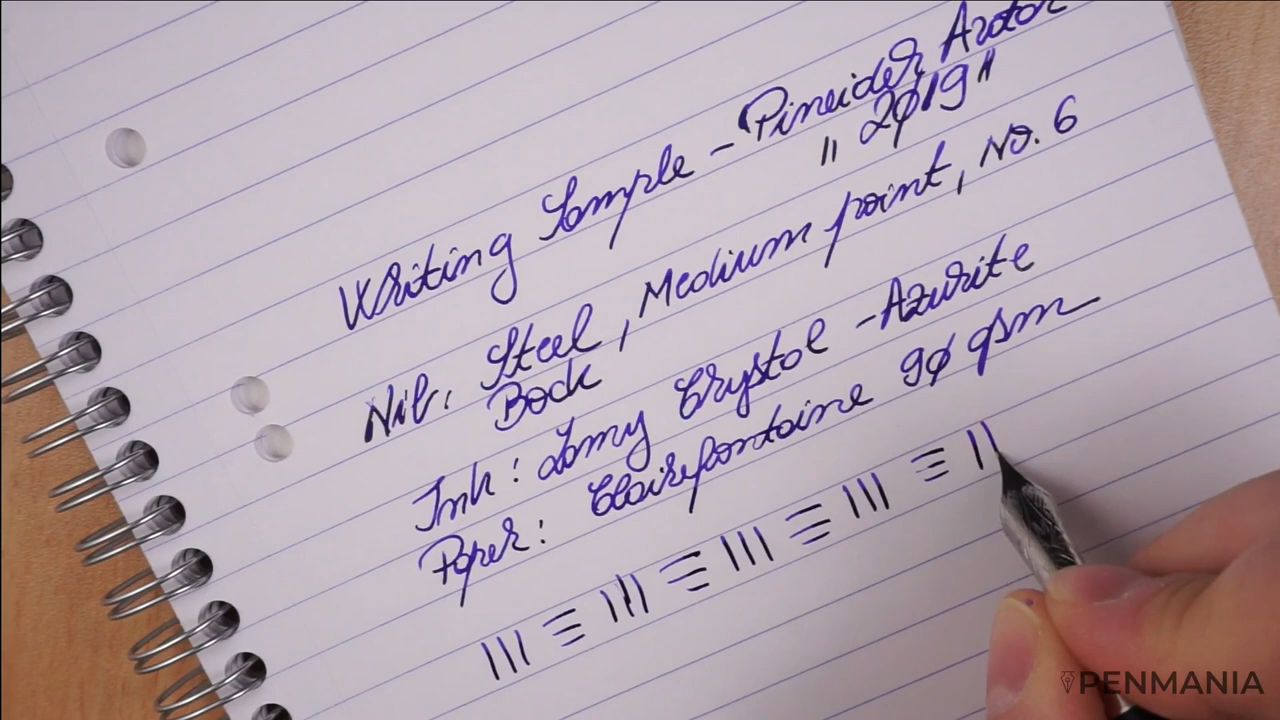 Writing Sample - Pineider Avatar
"2019"
Nib: Steel, Medium point, No. 6
Bock
Ink: Lamy Crystal - Azurite
Paper: Clairefontaine 90 gsm
PENMANIA